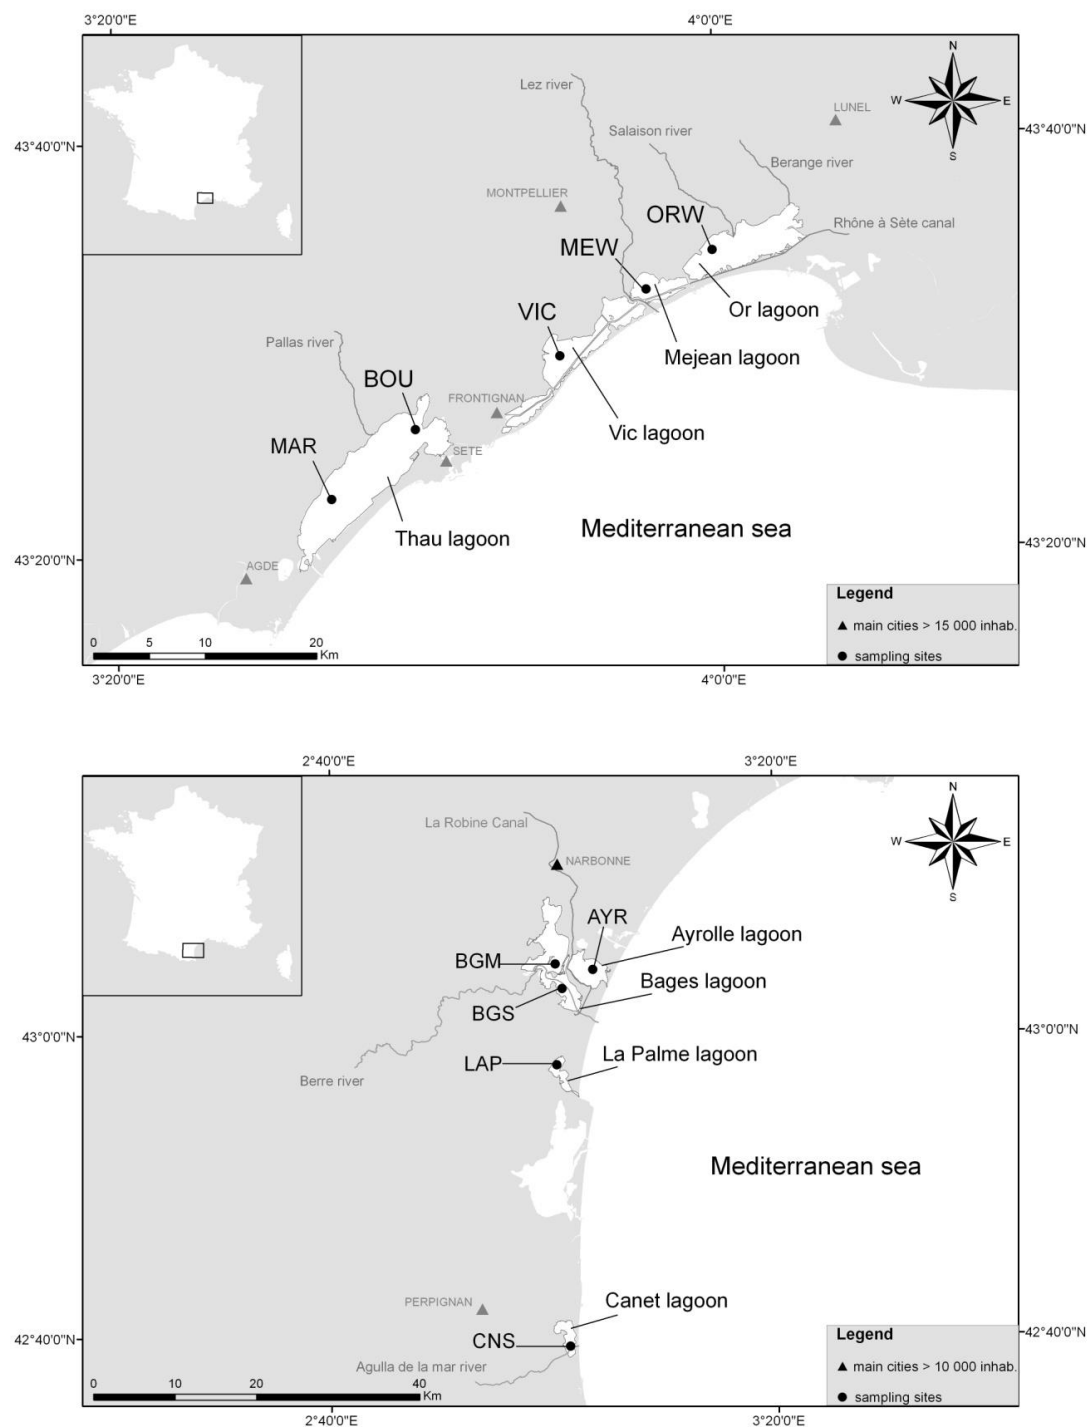 3°20'0"E
4°0'0"E
N
W
E
S
Lez river
LUNEL
Salaison river
43°40'0"N
43°40'0"N
Berange river
MONTPELLIER
ORW
Rhône à Sète canal
MEW
Or lagoon
VIC
Mejean lagoon
Pallas river
BOU
FRONTIGNAN
Vic lagoon
MAR
SETE
Mediterranean sea
Thau lagoon
43°20'0"N
43°20'0"N
AGDE
Legend
main cities > 15 000 inhab.
sampling sites
0 5 10 20
Km
3°20'0"E
4°0'0"E
2°40'0"E
3°20'0"E
N
W
E
S
La Robine Canal
NARBONNE
AYR
Ayrolle lagoon
BGM
Bages lagoon
BGS
43°0'0"N
43°0'0"N
La Palme lagoon
LAP
Berre river
Mediterranean sea
PERPIGNAN
Canet lagoon
42°40'0"N
42°40'0"N
CNS
Legend
Agulla de la mar river
main cities > 10 000 inhab.
sampling sites
0 10 20 40
Km
2°40'0"E
3°20'0"E